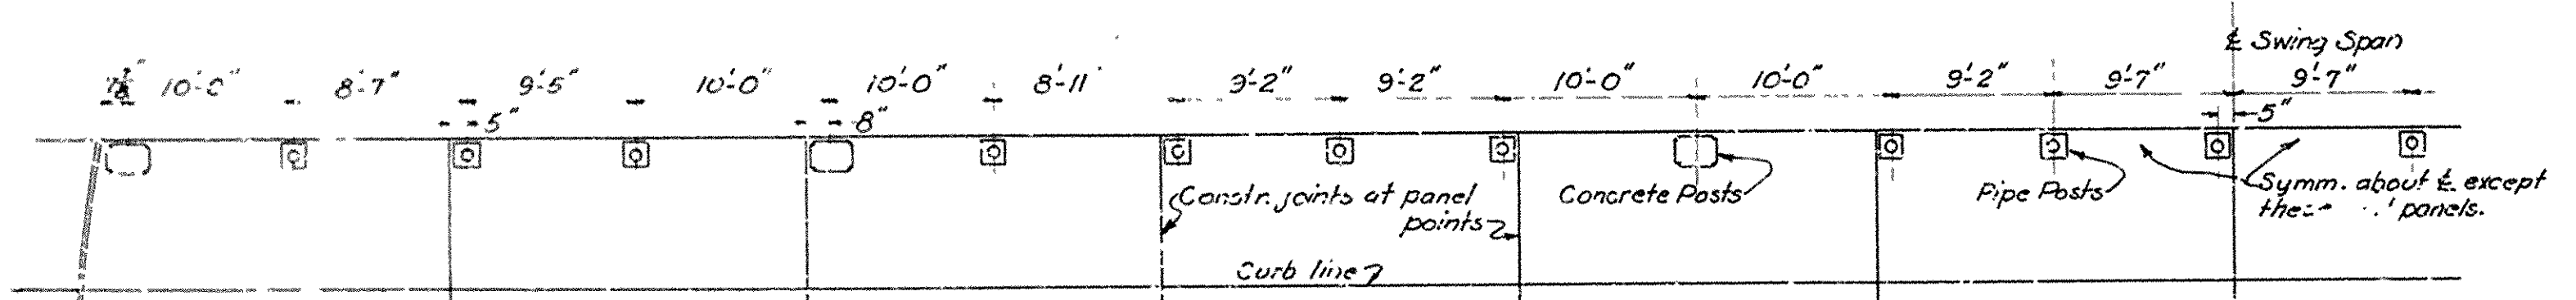 ℄ Swing Span
10'-0" 8'-7" 9'-5" 10'-0" 10'-0" 8'-11" 9'-2" 9'-2" 10'-0" 10'-0" 9'-2" 9'-7" 9'-7"
5" 8" 5"
Constr. joints at panel
points
Concrete Posts
Pipe Posts
Symm. about ℄ except
panels.
Curb line